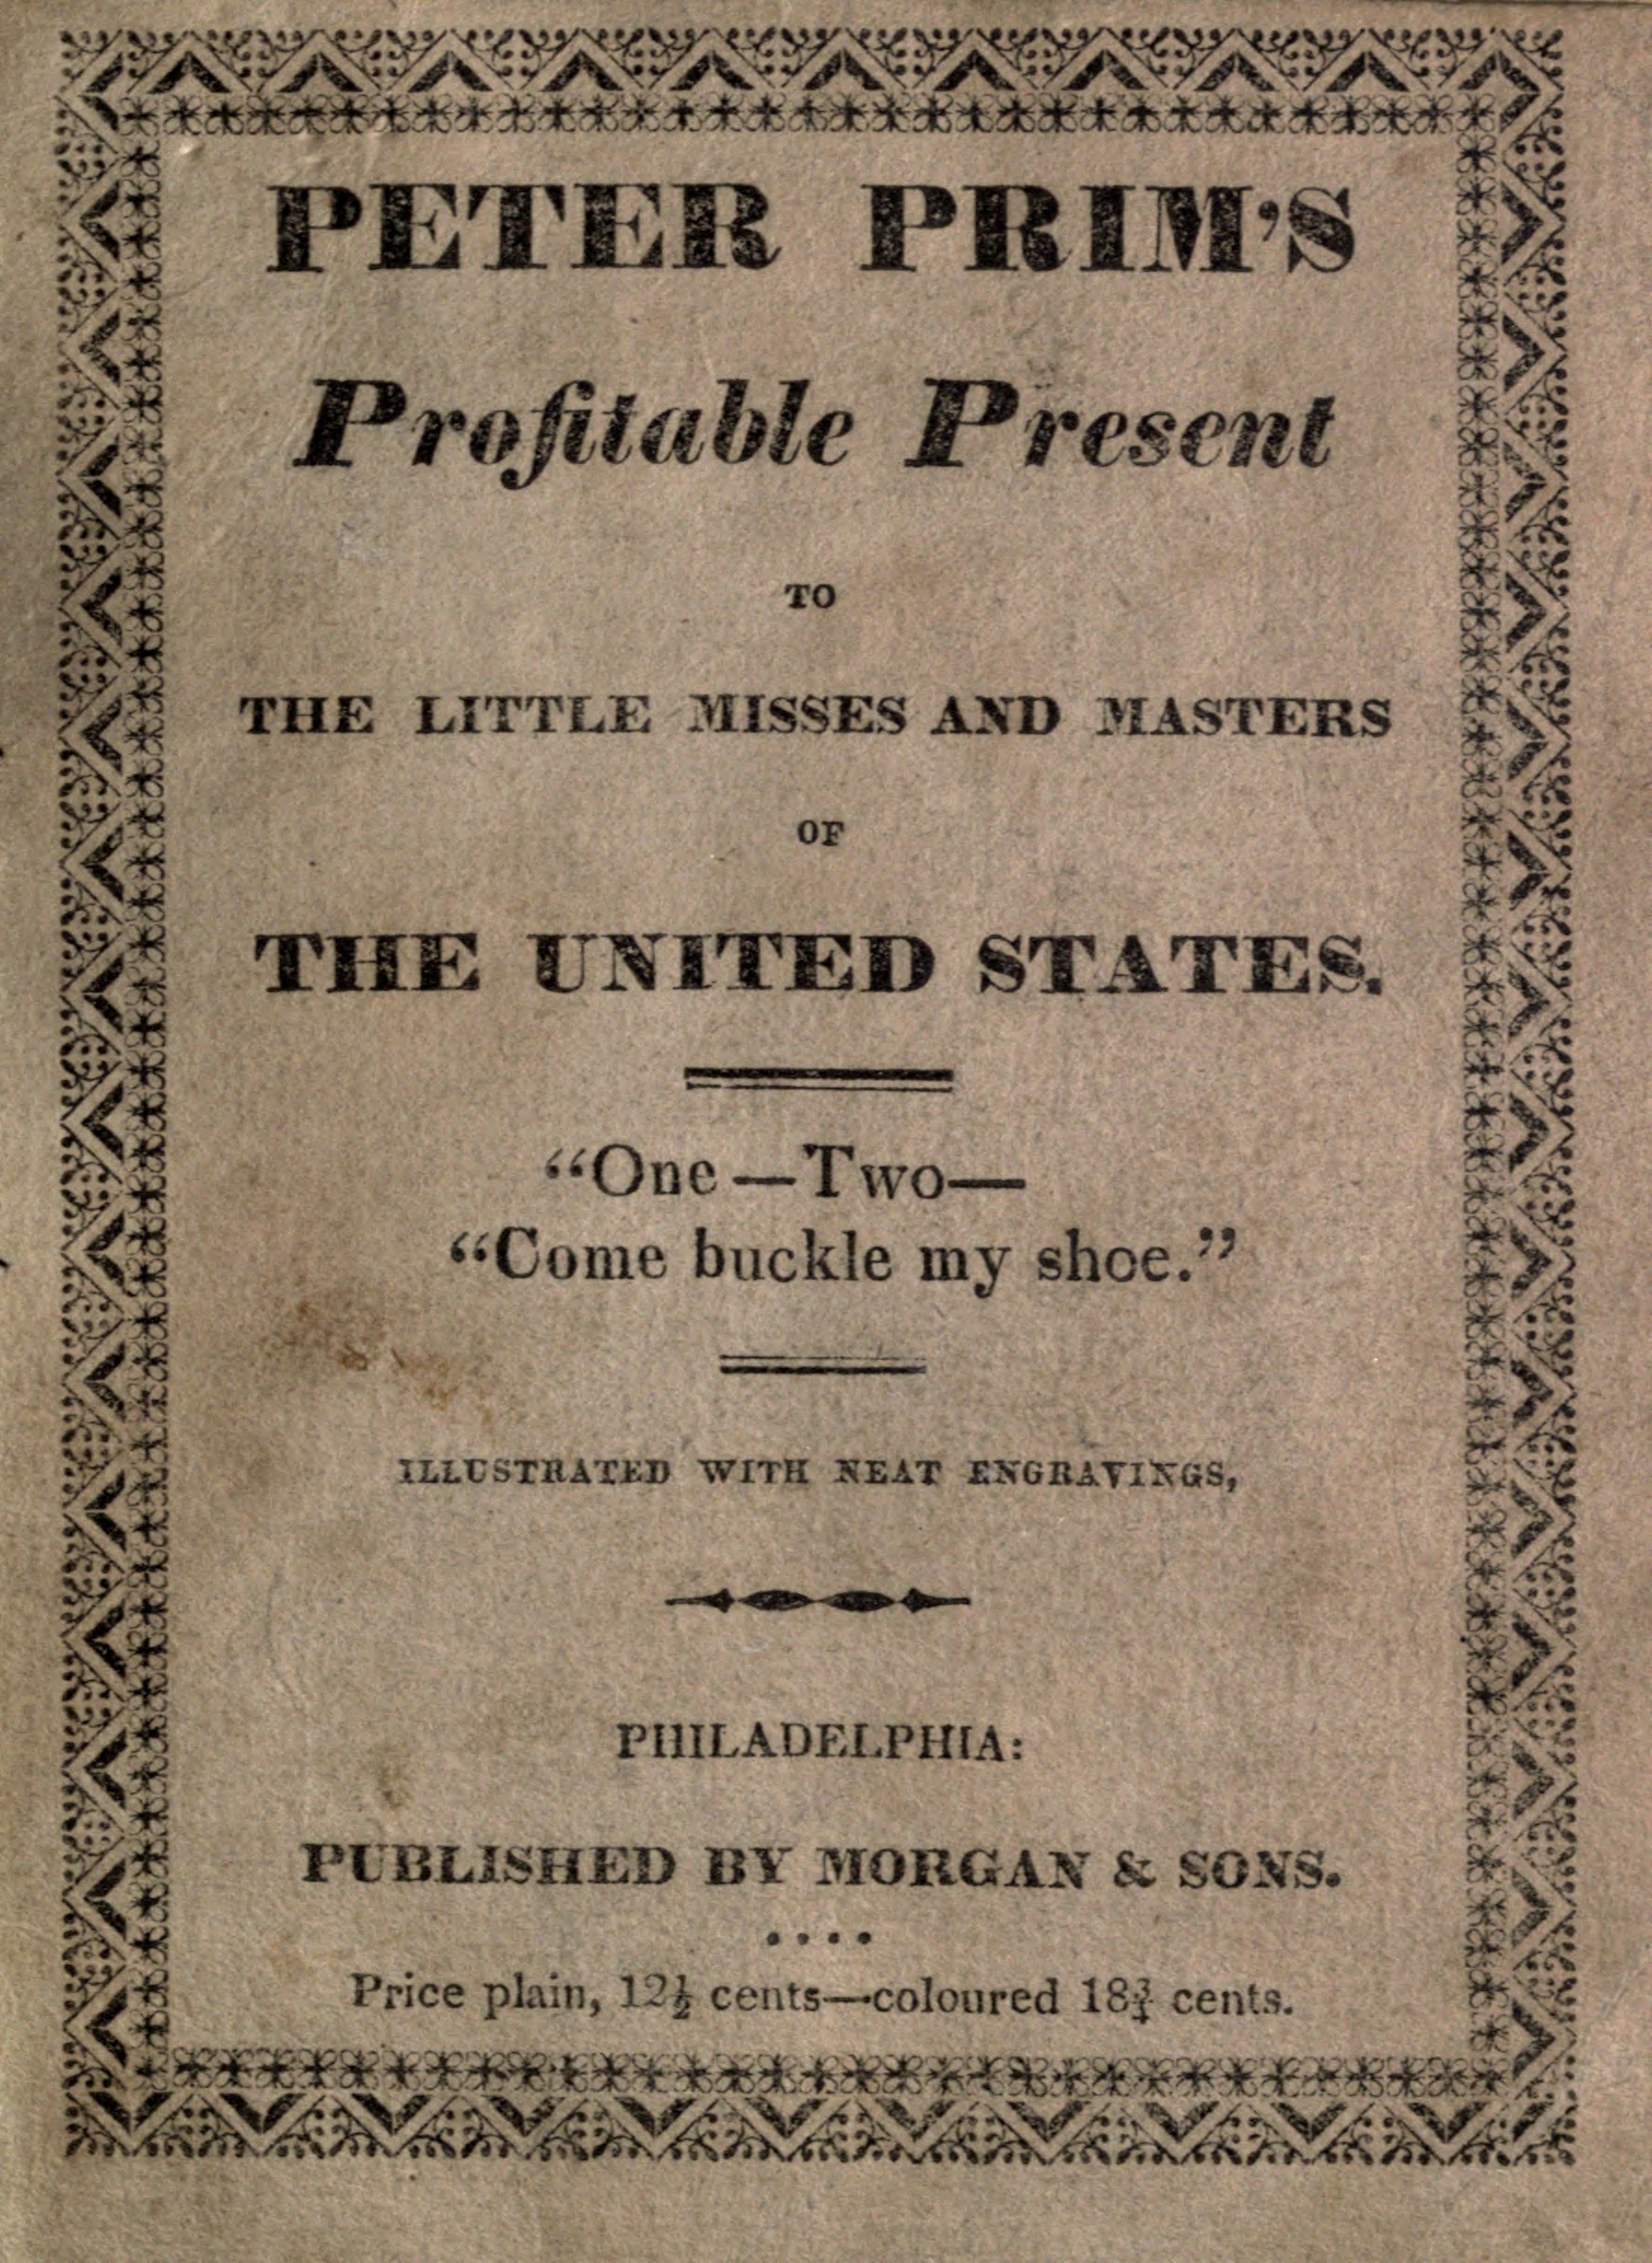 PETER PRIM'S
Profitable Present
TO
THE LITTLE MISSES AND MASTERS
OF
THE UNITED STATES.
“One—Two—
“Come buckle my shoe.”
ILLUSTRATED WITH NEAT ENGRAVINGS,
PHILADELPHIA:
PUBLISHED BY MORGAN & SONS.
....
Price plain, 12½ cents—coloured 18¾ cents.